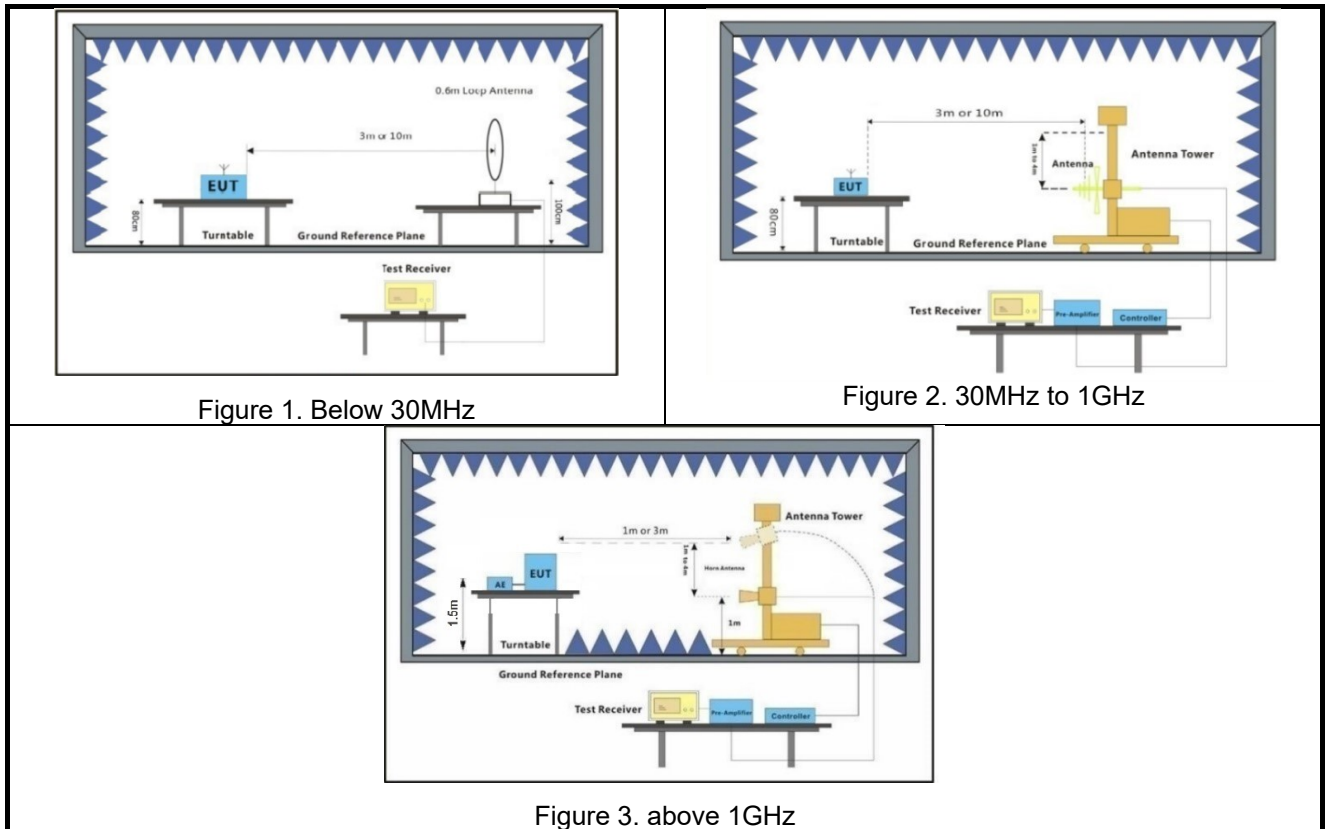 0.6m Loop Antenna
3m or 10m
EUT
80cm
100cm
Turntable
Ground Reference Plane
Test Receiver
Figure 1. Below 30MHz
3m or 10m
1m to 4m
Antenna
Antenna Tower
EUT
80cm
Turntable
Ground Reference Plane
Test Receiver
Pre-Amplifier
Controller
Figure 2. 30MHz to 1GHz
Antenna Tower
1m or 3m
1m to 4m
Horn Antenna
AE
EUT
1.5m
1m
Turntable
Ground Reference Plane
Test Receiver
Pre-Amplifier
Controller
Figure 3. above 1GHz